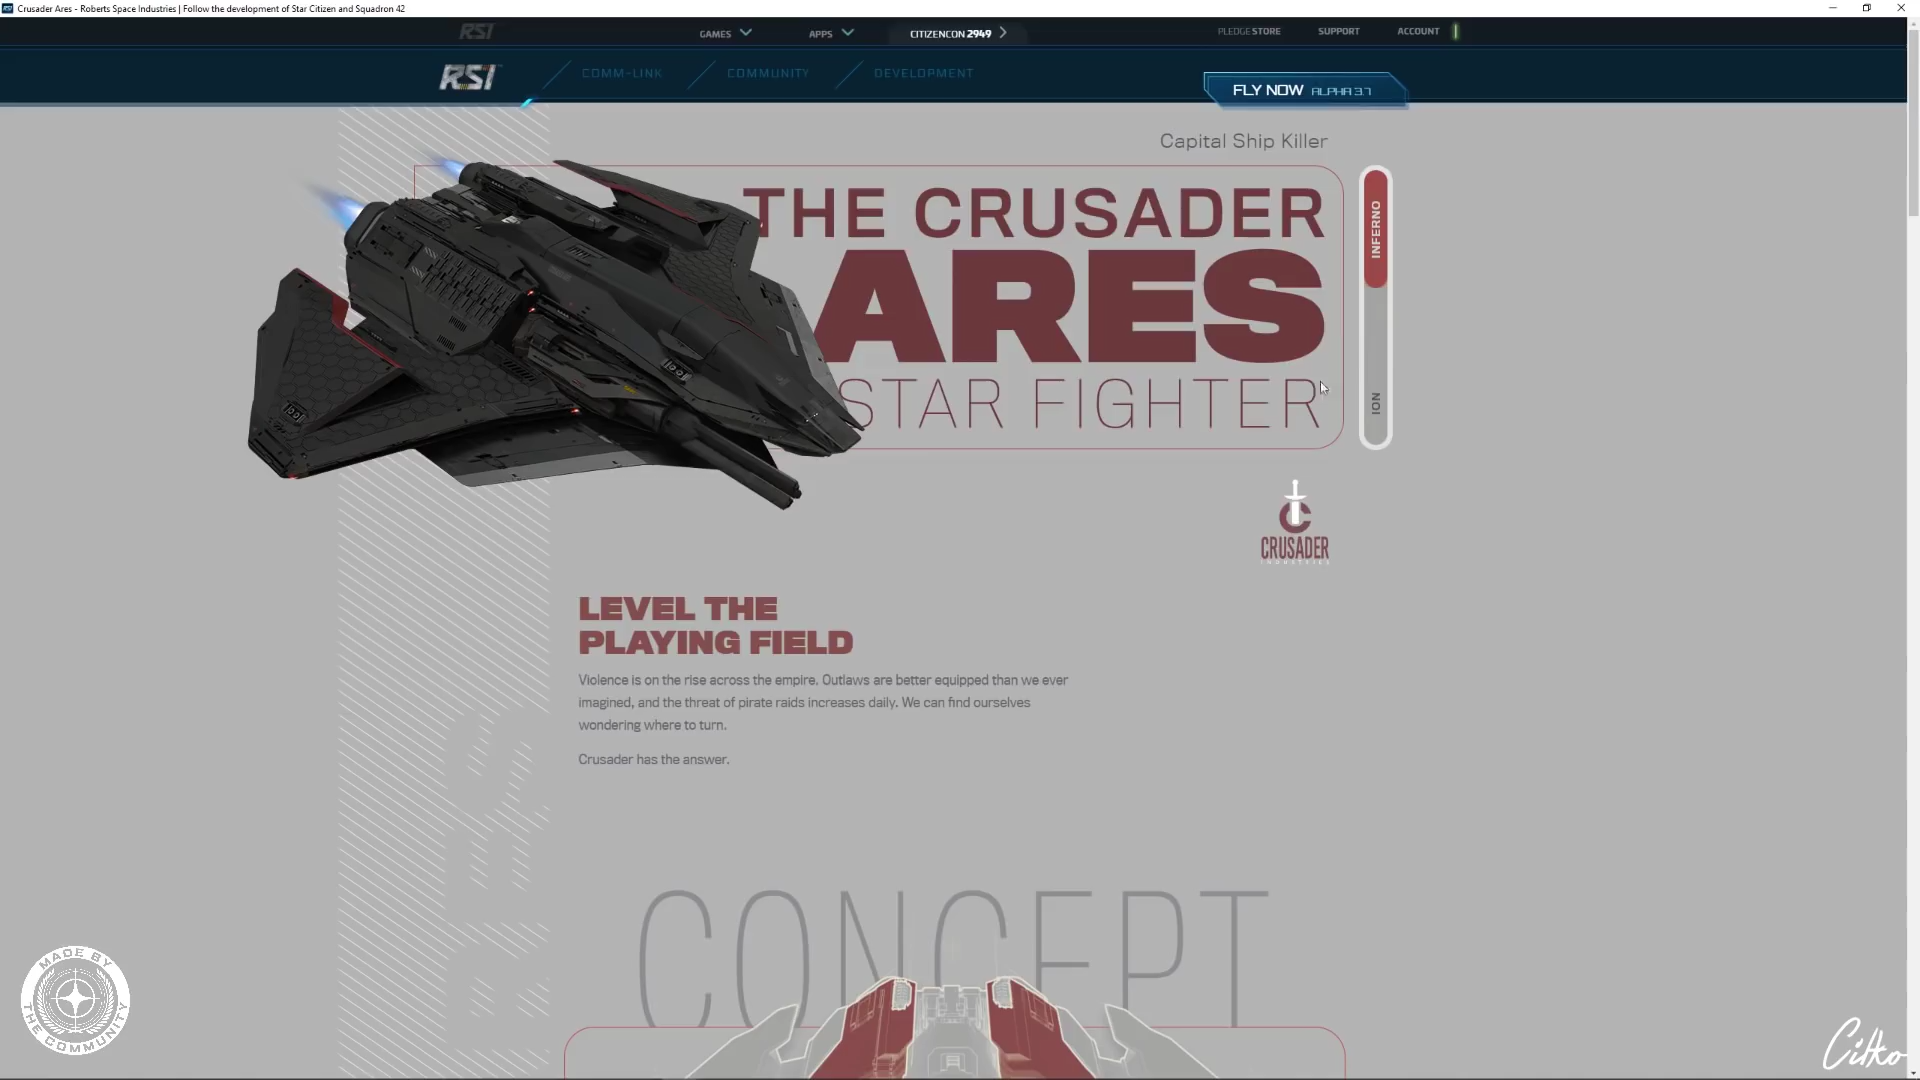 Crusader Ares - Roberts Space Industries | Follow the development of Star Citizen and Squadron 42
RSI
GAMES
APPS
CITIZENCON 2949
PLEDGE STORE
SUPPORT
ACCOUNT
RSI
COMM-LINK
COMMUNITY
DEVELOPMENT
FLY NOW ALPHA 3.7
Capital Ship Killer
THE CRUSADER
ARES
STAR FIGHTER
INFERNO
ION
CRUSADER
INDUSTRIES
LEVEL THE
PLAYING FIELD
Violence is on the rise across the empire. Outlaws are better equipped than we ever
imagined, and the threat of pirate raids increases daily. We can find ourselves
wondering where to turn.
Crusader has the answer.
CONCEPT
MADE BY
THE COMMUNITY